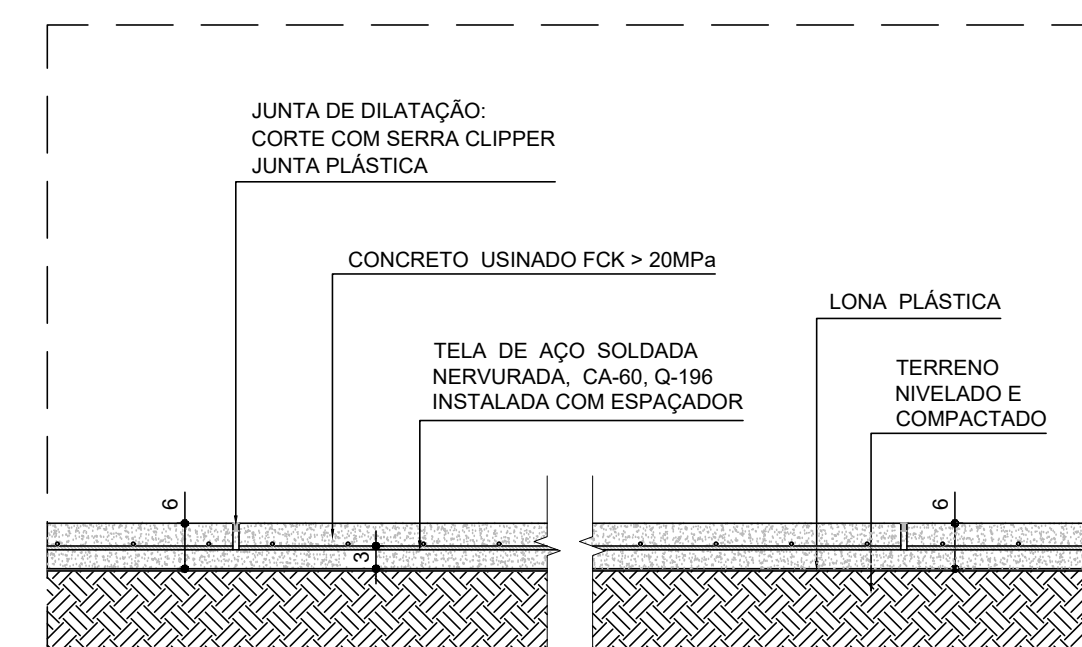 JUNTA DE DILATAÇÃO:
CORTE COM SERRA CLIPPER
JUNTA PLÁSTICA
CONCRETO USINADO FCK > 20MPa
LONA PLÁSTICA
TELA DE AÇO SOLDADA
NERVURADA, CA-60, Q-196
INSTALADA COM ESPAÇADOR
TERRENO
NIVELADO E
COMPACTADO
6
3
6